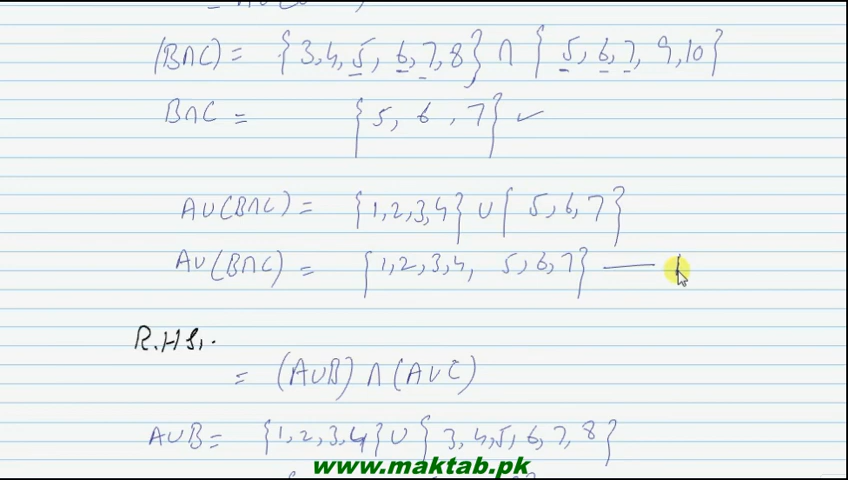 (B∩C) = {3,4,5,6,7,8} ∩ {5,6,7,9,10}
B∩C = {5,6,7} ✓
A∪(B∩C) = {1,2,3,4} ∪ {5,6,7}
A∪(B∩C) = {1,2,3,4, 5,6,7} —
R.H.S.
= (A∪B) ∩ (A∪C)
A∪B = {1,2,3,4} ∪ {3,4,5,6,7,8}
www.maktab.pk